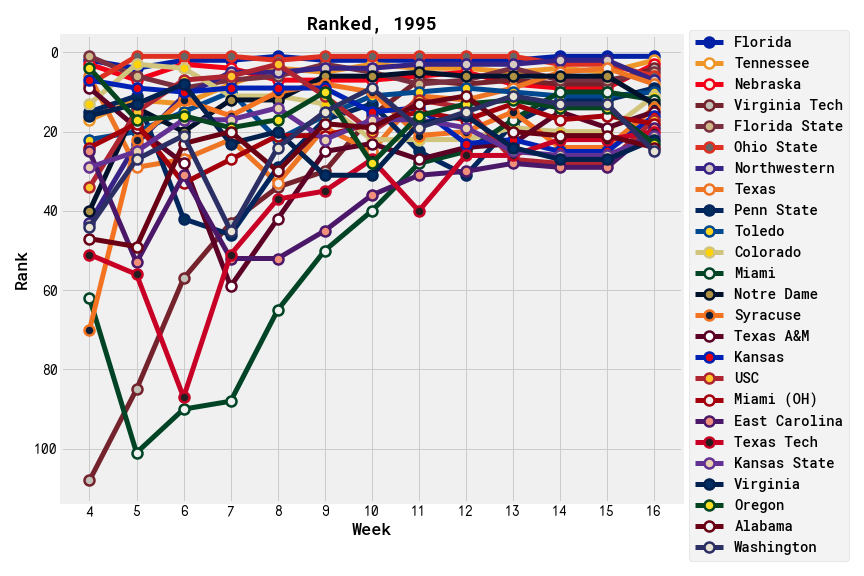 Ranked, 1995
Rank
0
20
40
60
80
100
4 5 6 7 8 9 10 11 12 13 14 15 16
Week
Florida
Tennessee
Nebraska
Virginia Tech
Florida State
Ohio State
Northwestern
Texas
Penn State
Toledo
Colorado
Miami
Notre Dame
Syracuse
Texas A&M
Kansas
USC
Miami (OH)
East Carolina
Texas Tech
Kansas State
Virginia
Oregon
Alabama
Washington